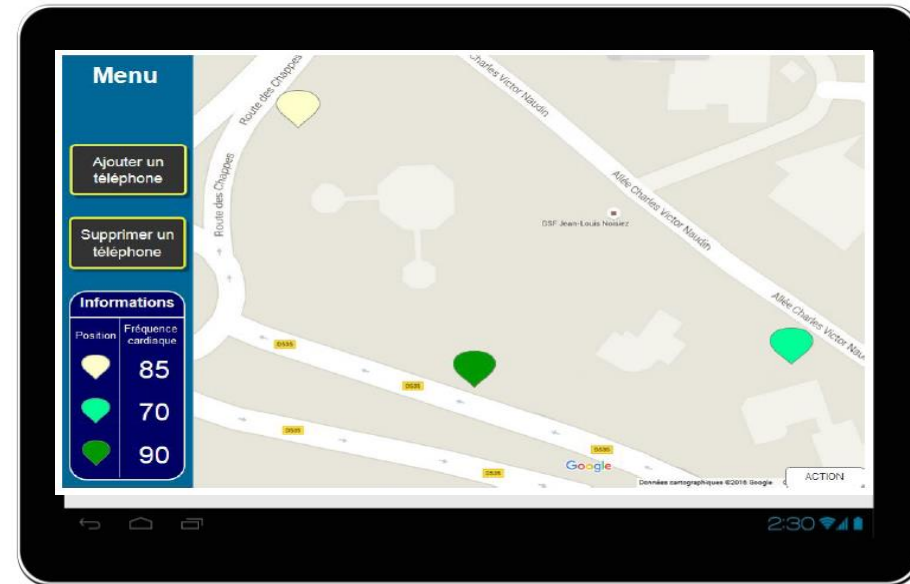 Menu
Ajouter un
téléphone
Supprimer un
téléphone
Informations
Position
Fréquence
cardiaque
85
70
90
Route des Chappes
Route des Chappes
Charles Victor Naudin
Allée Charles Victor Naudin
Allée Charles Victor Nau
GSF Jean-Louis Noisiez
D535
D535
D535
D535
D535
Google
Données cartographiques ©2016 Google
ACTION
2:30